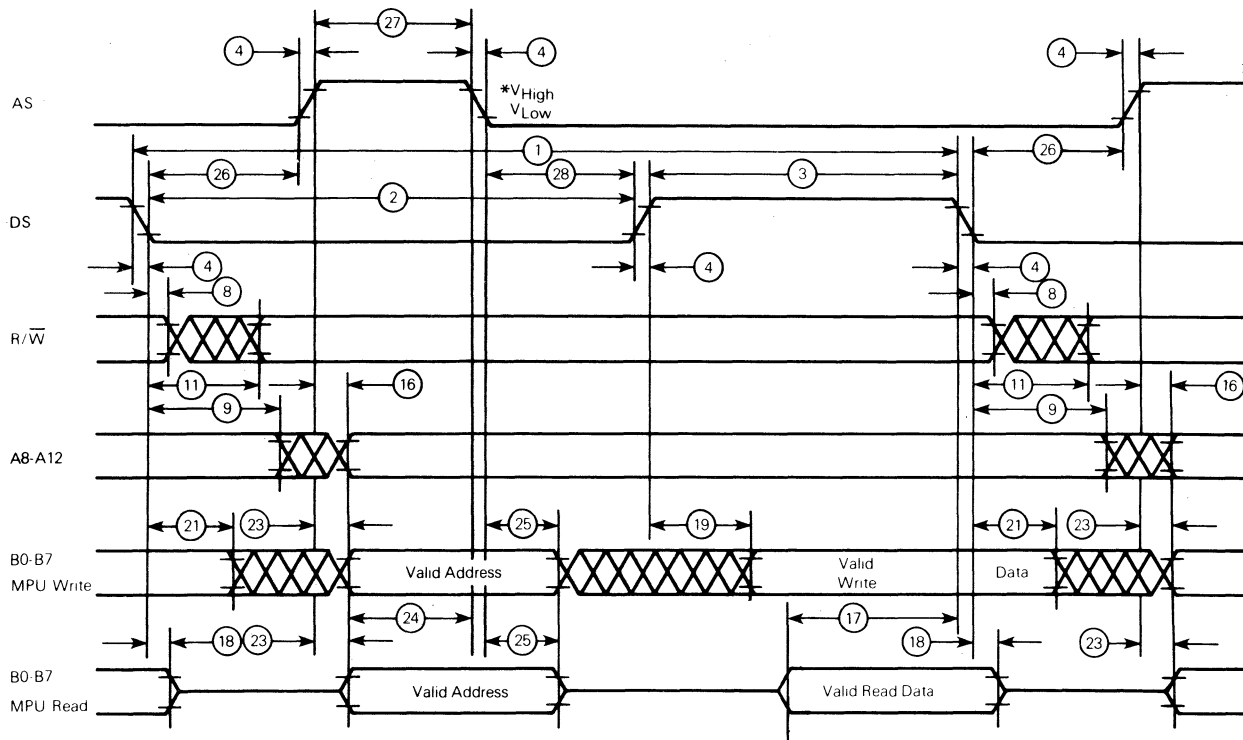 27
4
4
4
AS
*VHigh
VLow
1
26
28
3
26
2
DS
4
4
4
8
8
R/W̅
11
16
11
16
9
9
A8-A12
21
23
25
19
21
23
B0-B7
MPU Write
Valid Address
Valid
Write
Data
24
17
18
23
25
18
23
B0-B7
MPU Read
Valid Address
Valid Read Data